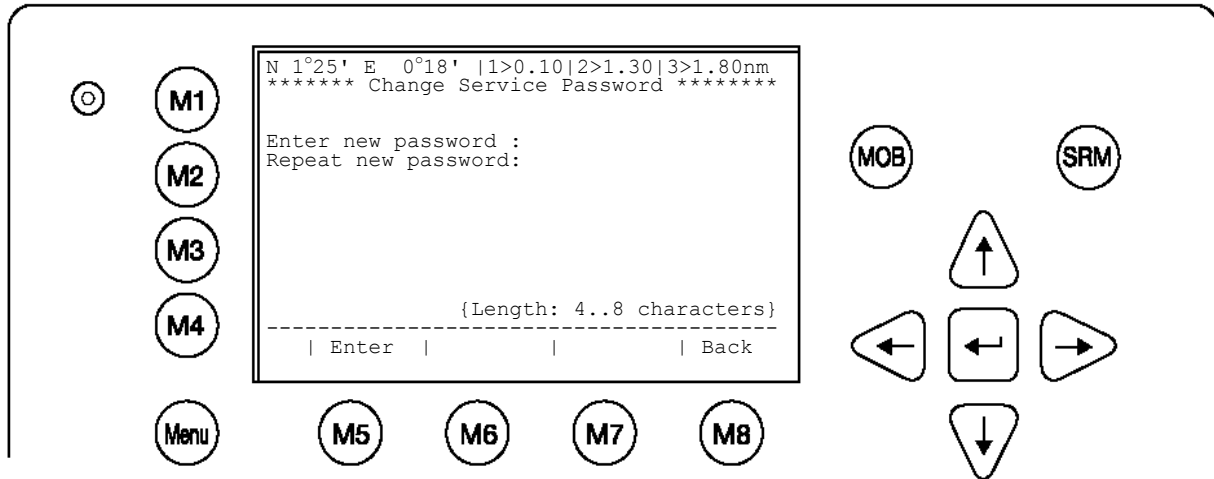 N 1°25' E 0°18' |1>0.10|2>1.30|3>1.80nm
******* Change Service Password ********
Enter new password :
Repeat new password:
{Length: 4..8 characters}
----------------------------------------
| Enter | | | Back
M1
M2
M3
M4
Menu
M5
M6
M7
M8
MOB
SRM